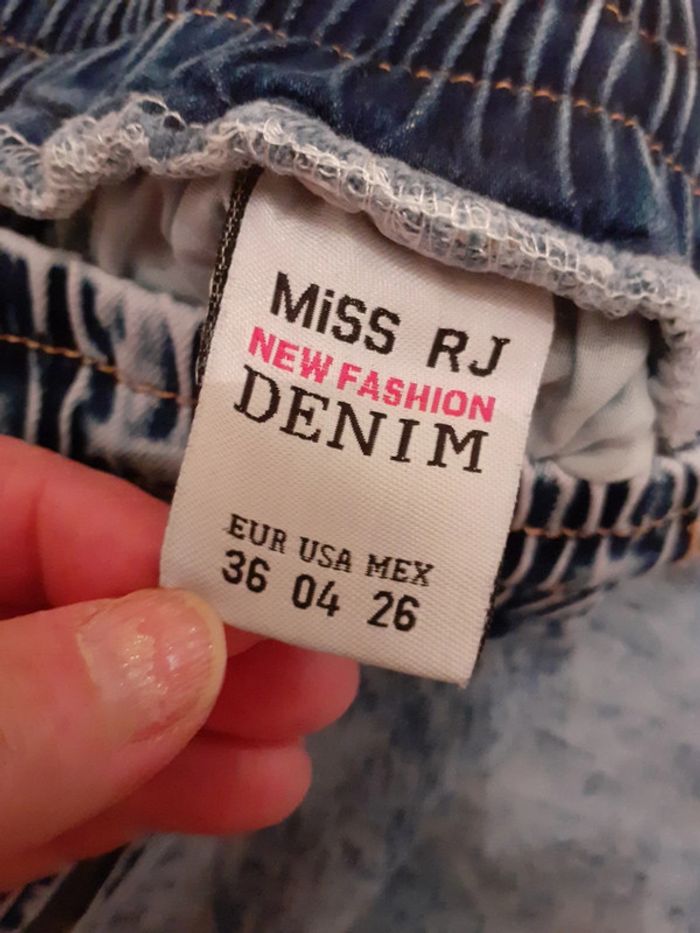 MiSS RJ
NEW FASHION
DENIM
EUR USA MEX
36 04 26